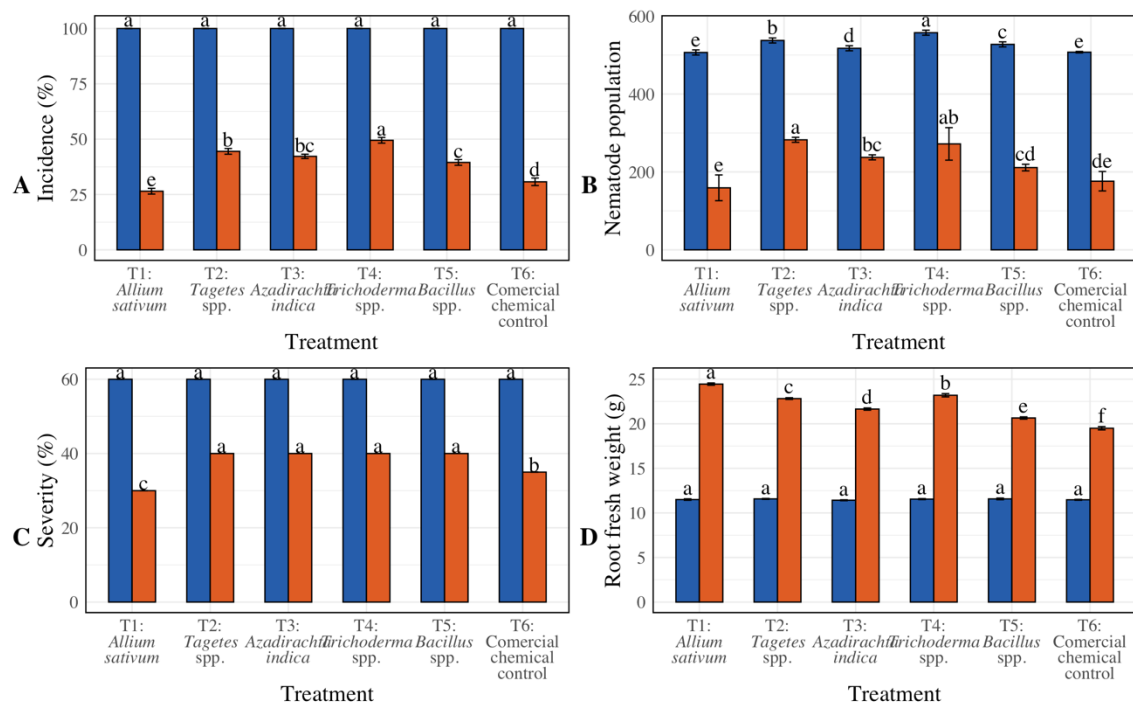 A
Incidence (%)
100
75
50
25
0
a a a a a a
e b bc a c d
T1: T2: T3: T4: T5: T6:
Allium Tagetes Azadirachtia Trichoderma Bacillus Comercial
sativum spp. indica spp. spp. chemical
control
Treatment
B
Nematode population
600
400
200
0
e b d a c e
e a bc ab cd de
T1: T2: T3: T4: T5: T6:
Allium Tagetes Azadirachtia Trichoderma Bacillus Comercial
sativum spp. indica spp. spp. chemical
control
Treatment
C
Severity (%)
60
40
20
0
a a a a a a
c a a a a b
T1: T2: T3: T4: T5: T6:
Allium Tagetes Azadirachtia Trichoderma Bacillus Comercial
sativum spp. indica spp. spp. chemical
control
Treatment
D
Root fresh weight (g)
25
20
15
10
5
0
a c d b e f
a a a a a a
T1: T2: T3: T4: T5: T6:
Allium Tagetes Azadirachtia Trichoderma Bacillus Comercial
sativum spp. indica spp. spp. chemical
control
Treatment